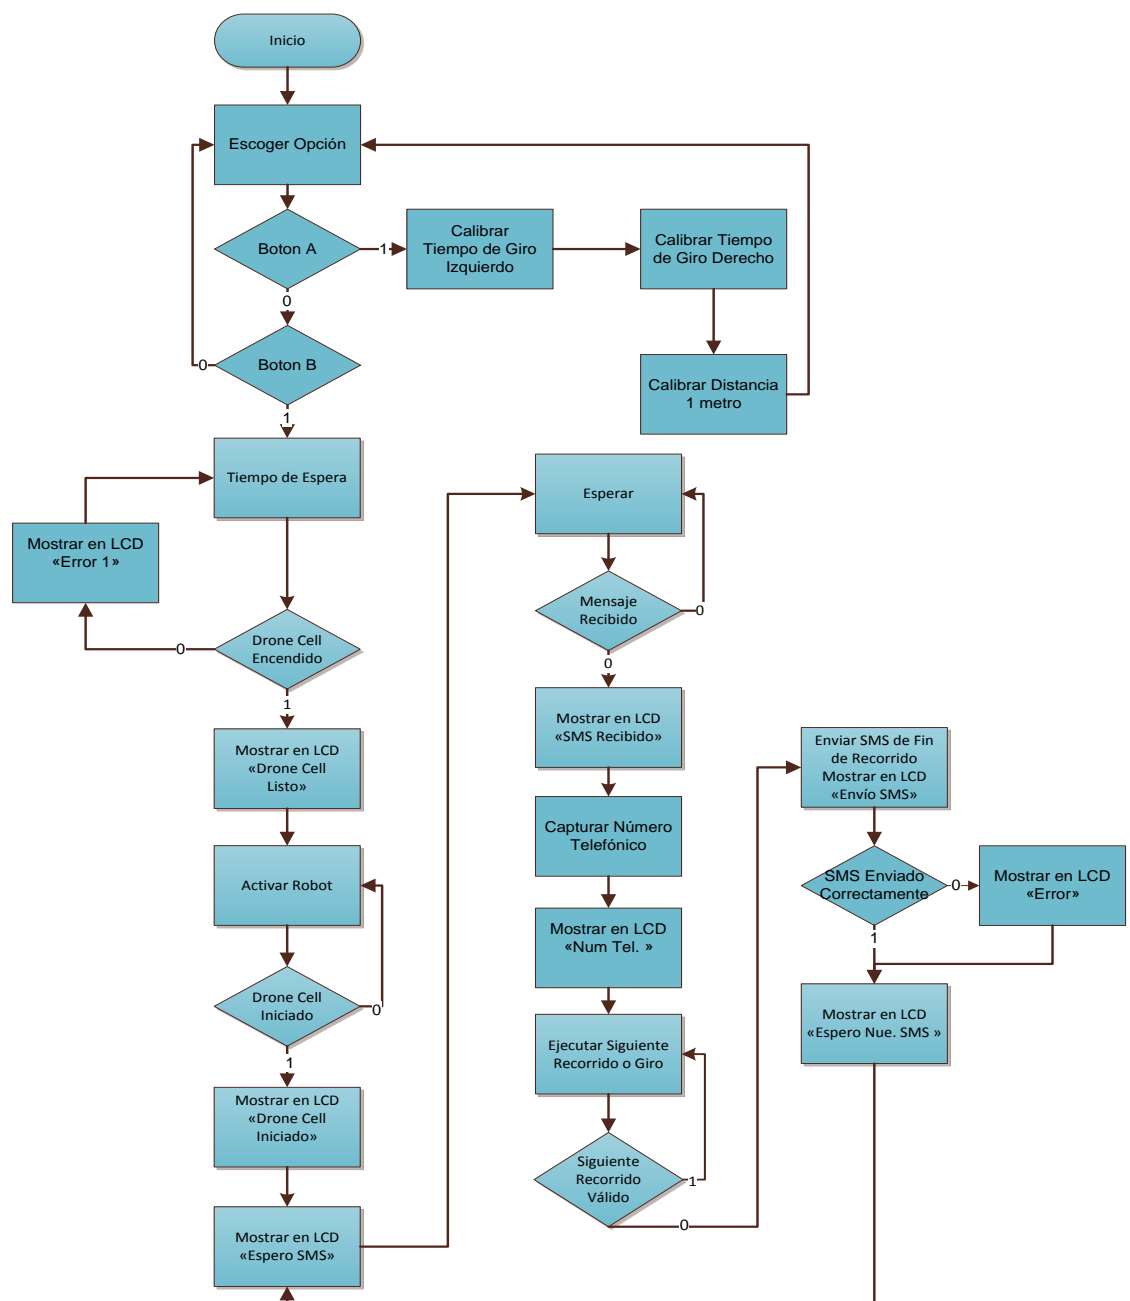 Inicio
Escoger Opción
Boton A
1
Calibrar
Tiempo de Giro
Izquierdo
Calibrar Tiempo
de Giro Derecho
0
Boton B
0
Calibrar Distancia
1 metro
1
Tiempo de Espera
Mostrar en LCD
«Error 1»
Drone Cell
Encendido
0
1
Mostrar en LCD
«Drone Cell
Listo»
Activar Robot
Drone Cell
Iniciado
0
1
Mostrar en LCD
«Drone Cell
Iniciado»
Mostrar en LCD
«Espero SMS»
Esperar
Mensaje
Recibido
0
0
Mostrar en LCD
«SMS Recibido»
Capturar Número
Telefónico
Mostrar en LCD
«Num Tel. »
Ejecutar Siguiente
Recorrido o Giro
Siguiente
Recorrido
Válido
1
0
Enviar SMS de Fin
de Recorrido
Mostrar en LCD
«Envío SMS»
SMS Enviado
Correctamente
0
Mostrar en LCD
«Error»
1
Mostrar en LCD
«Espero Nue. SMS »